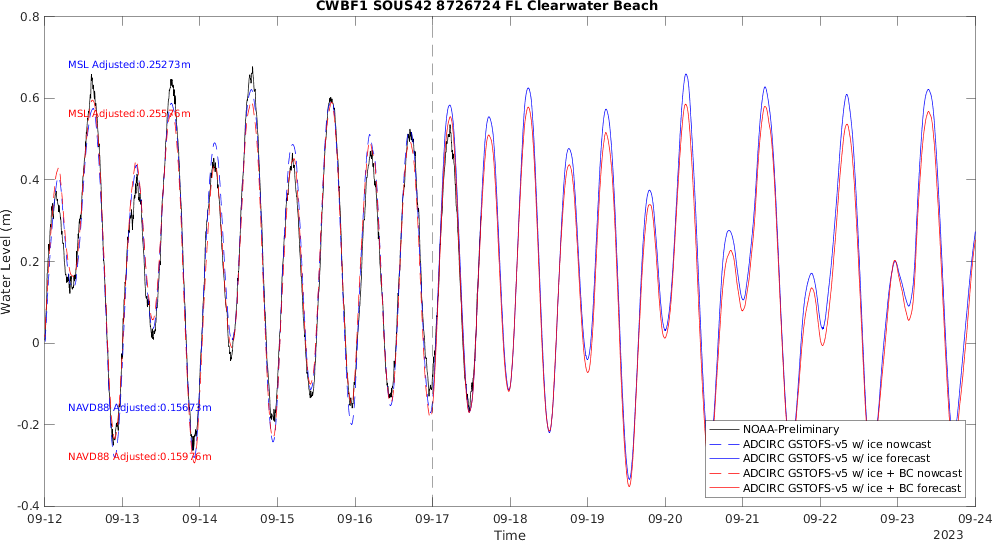 CWBF1 SOUS42 8726724 FL Clearwater Beach
Water Level (m)
0.8
0.6
0.4
0.2
0
-0.2
-0.4
MSL Adjusted:0.25273m
MSL Adjusted:0.25576m
NAVD88 Adjusted:0.15673m
NAVD88 Adjusted:0.15976m
NOAA-Preliminary
ADCIRC GSTOFS-v5 w/ ice nowcast
ADCIRC GSTOFS-v5 w/ ice forecast
ADCIRC GSTOFS-v5 w/ ice + BC nowcast
ADCIRC GSTOFS-v5 w/ ice + BC forecast
09-12 09-13 09-14 09-15 09-16 09-17 09-18 09-19 09-20 09-21 09-22 09-23 09-24
Time
2023